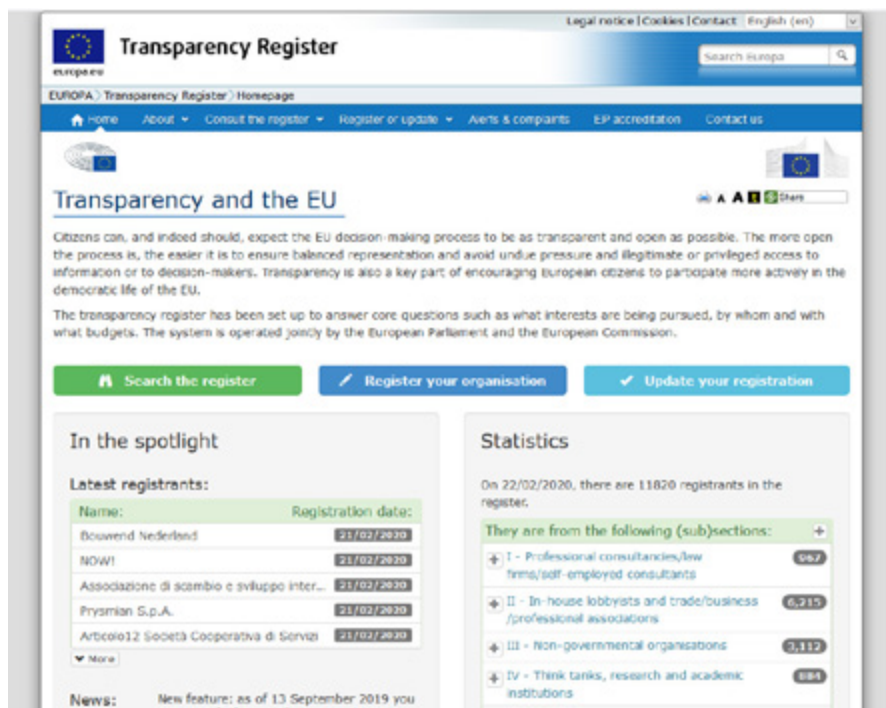 Legal notice | Cookies | Contact English (en)
Transparency Register
europa.eu
Search Europa
EUROPA > Transparency Register > Homepage
Home About Consult the register Register or update Alerts & complaints EP accreditation Contact us
Transparency and the EU
A A Share
Citizens can, and indeed should, expect the EU decision-making process to be as transparent and open as possible. The more open
the process is, the easier it is to ensure balanced representation and avoid undue pressure and illegitimate or privileged access to
information or to decision-makers. Transparency is also a key part of encouraging European citizens to participate more actively in the
democratic life of the EU.
The transparency register has been set up to answer core questions such as what interests are being pursued, by whom and with
what budgets. The system is operated jointly by the European Parliament and the European Commission.
Search the register Register your organisation Update your registration
In the spotlight
Latest registrants:
Name: Registration date:
Bouwend Nederland 21/02/2020
NOW! 21/02/2020
Associazione di scambio e sviluppo inter... 21/02/2020
Prysmian S.p.A. 21/02/2020
Articolo12 Società Cooperativa di Servizi 21/02/2020
More
News: New feature: as of 13 September 2019 you
Statistics
On 22/02/2020, there are 11820 registrants in the
register.
They are from the following (sub)sections: +
+ I - Professional consultancies/law
firms/self-employed consultants
+ II - In-house lobbyists and trade/business 6,215
/professional associations
+ III - Non-governmental organisations 3,112
+ IV - Think tanks, research and academic
institutions